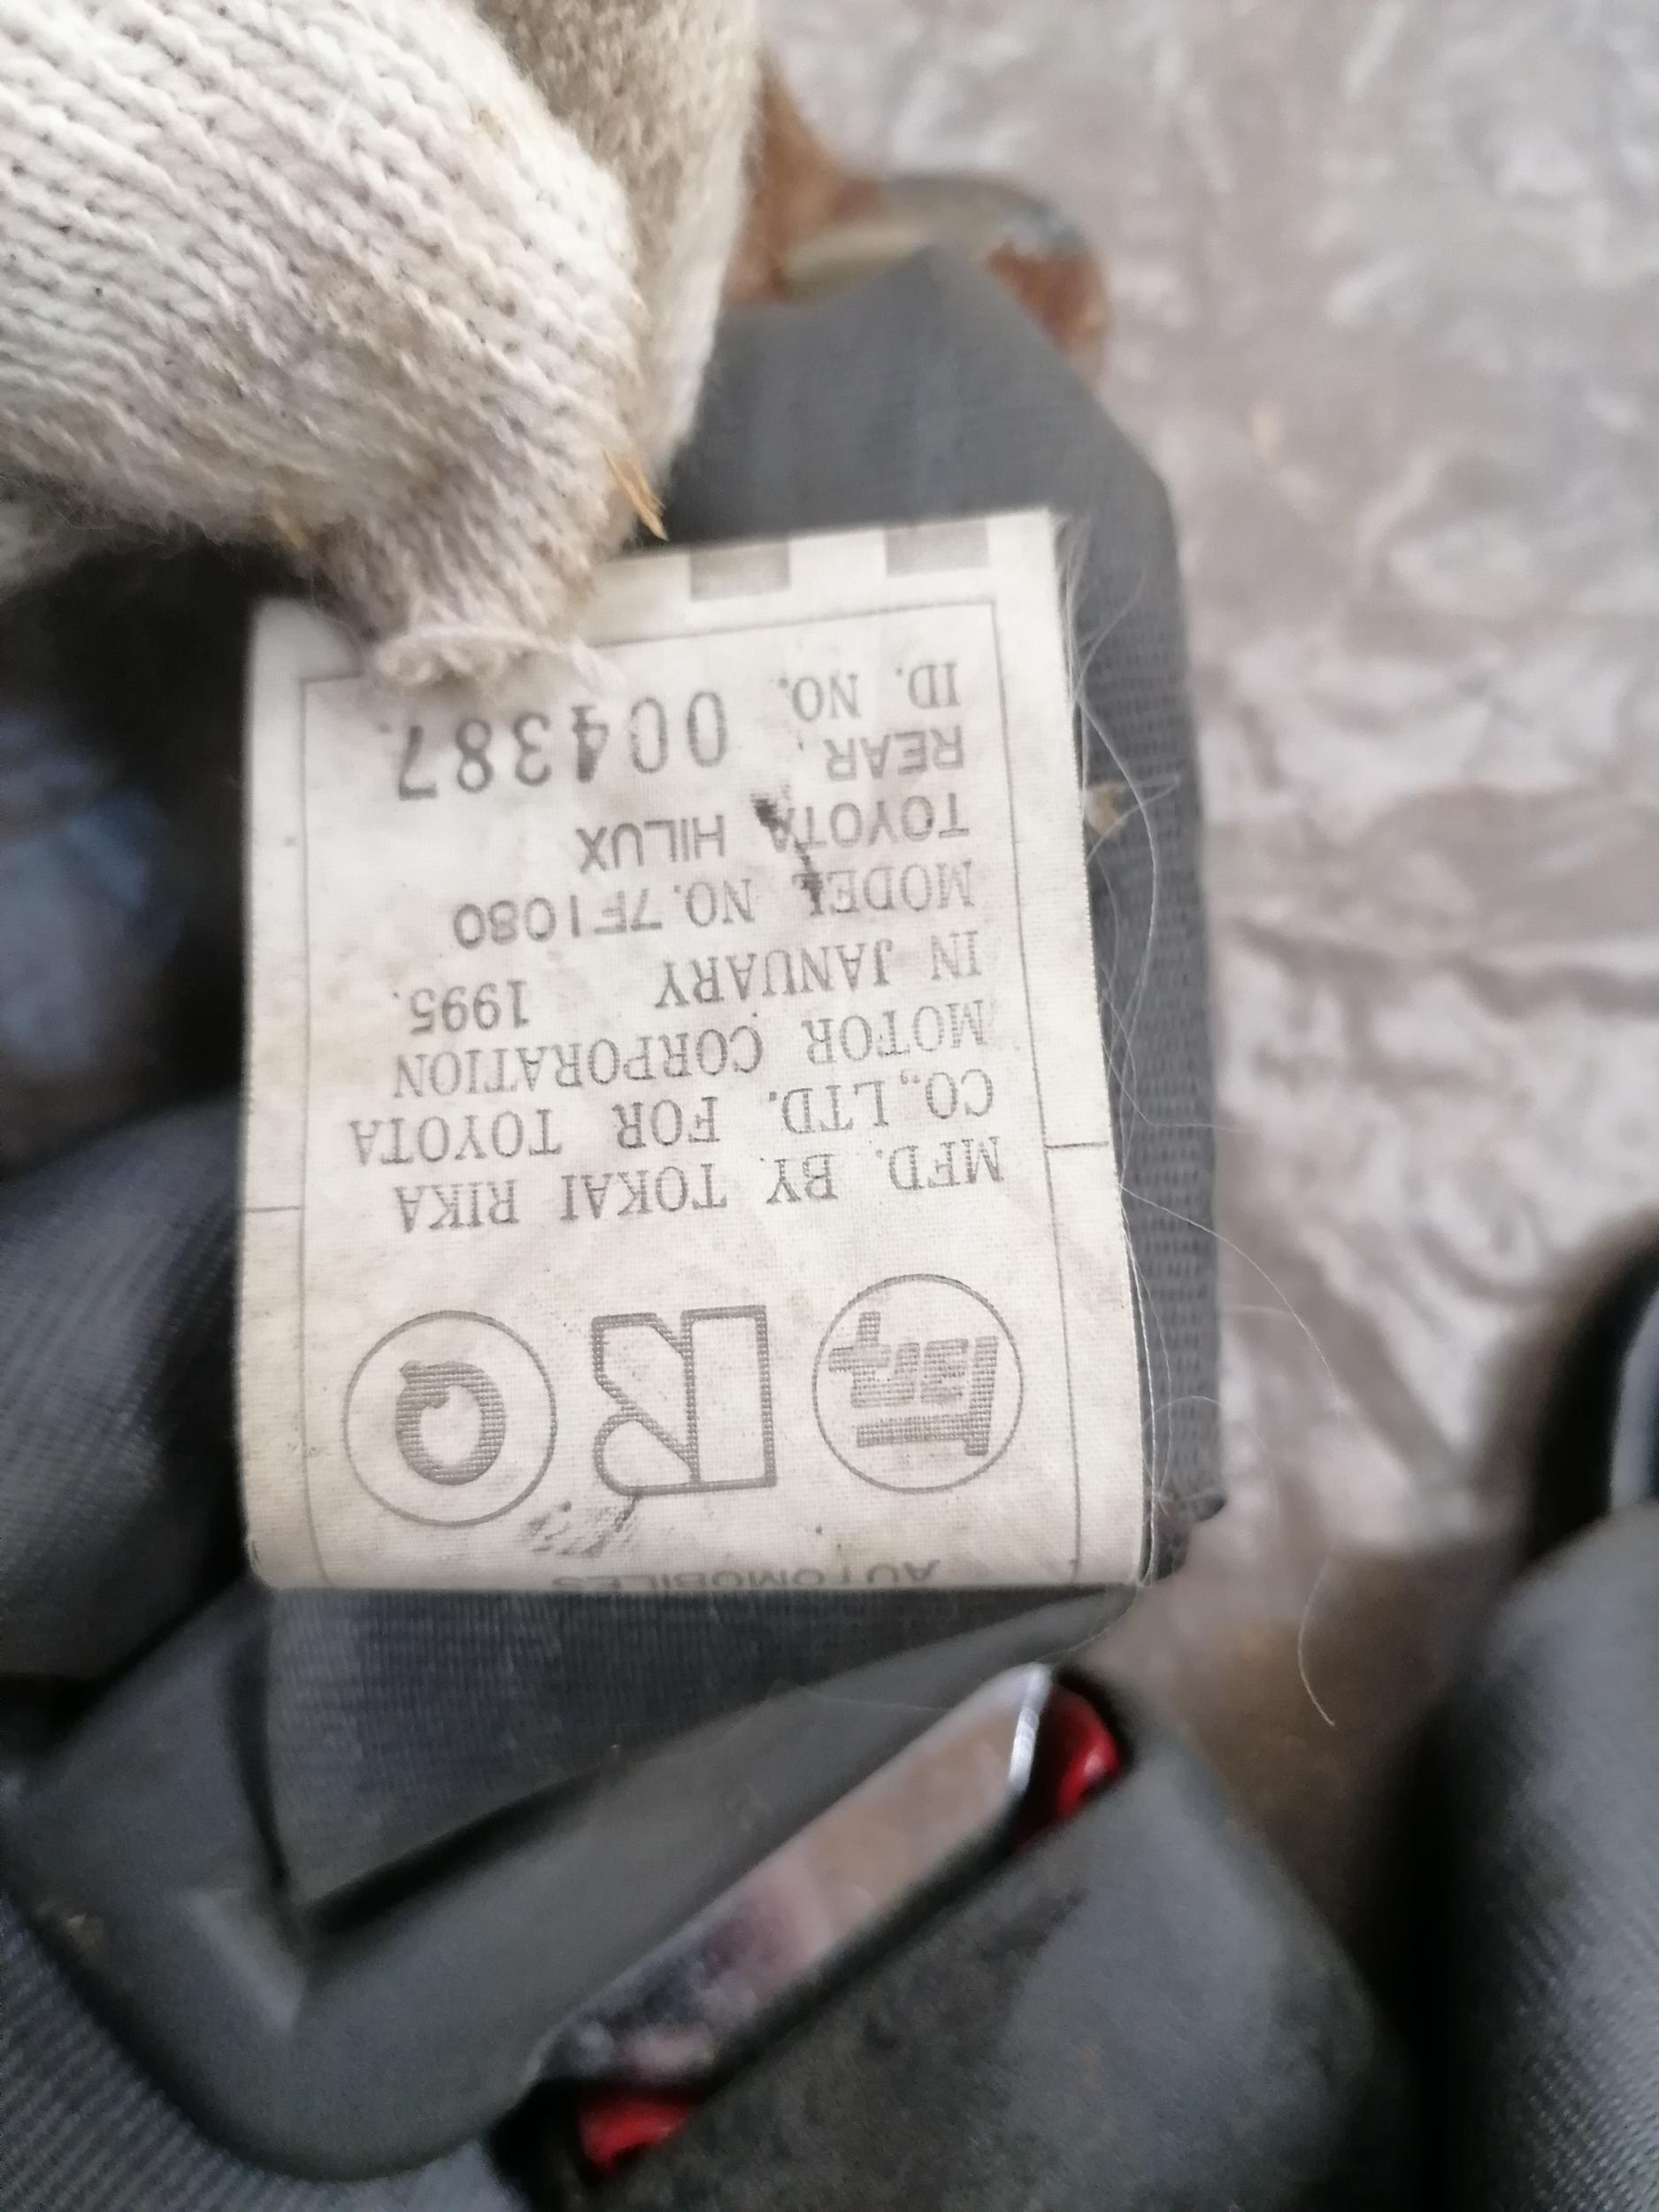 AUTOMOBILES
Q
MFD. BY TOKAI RIKA
CO.,LTD. FOR TOYOTA
MOTOR CORPORATION
IN JANUARY 1995.
MODEL NO.7F1080
TOYOTA HILUX
REAR,
ID. NO. 004387.